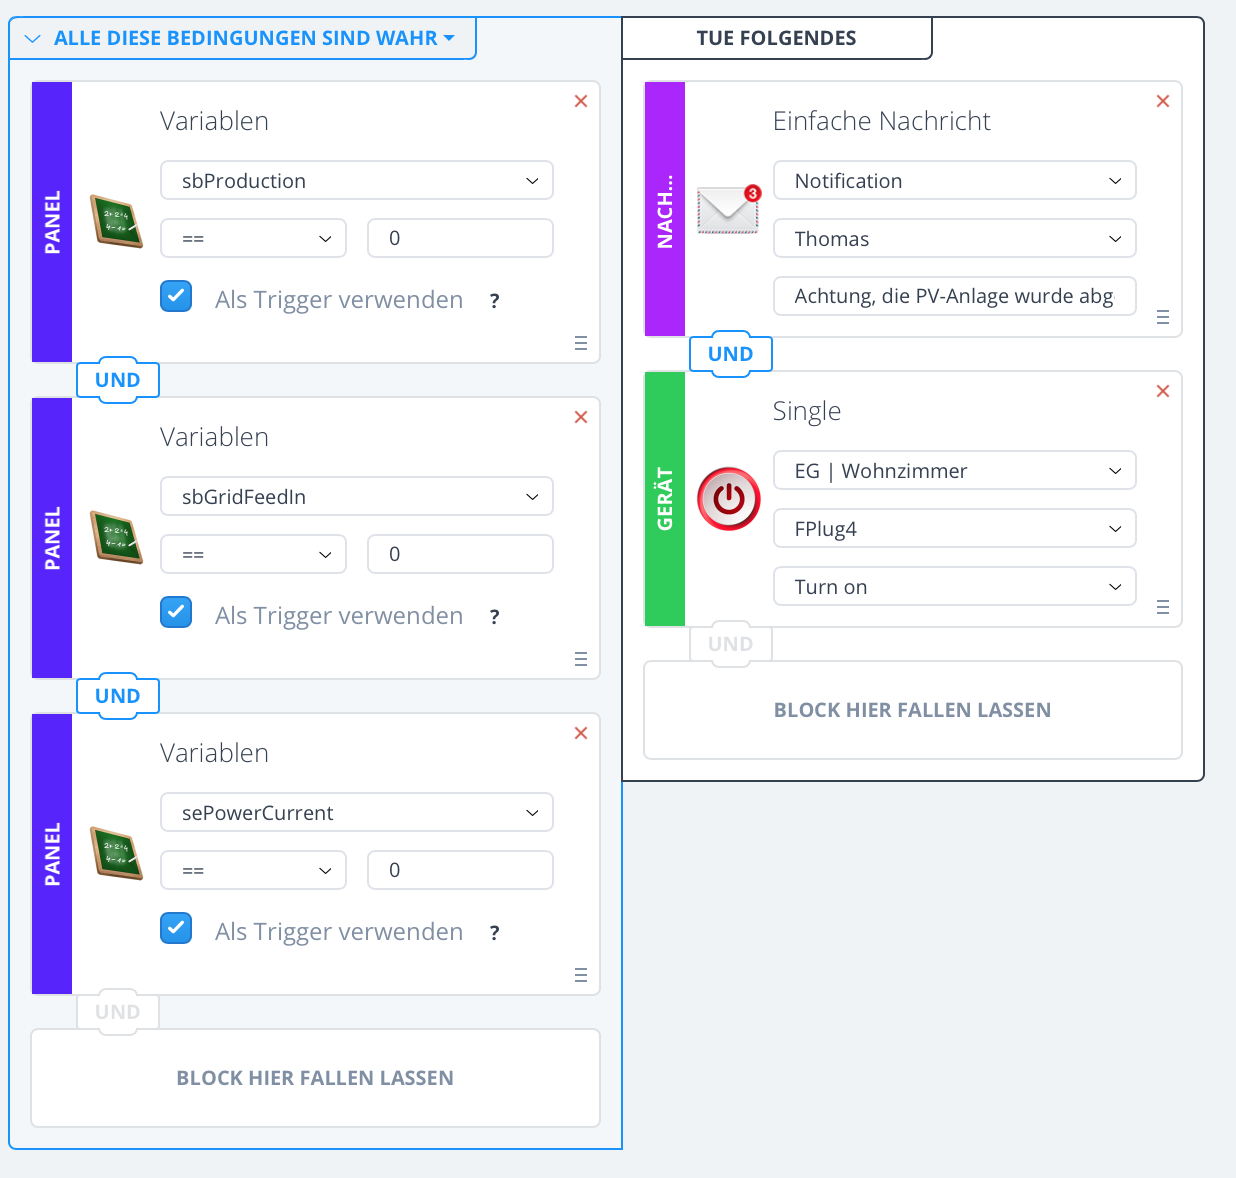 ALLE DIESE BEDINGUNGEN SIND WAHR
PANEL
Variablen
sbProduction
==
0
Als Trigger verwenden ?
UND
PANEL
Variablen
sbGridFeedIn
==
0
Als Trigger verwenden ?
UND
PANEL
Variablen
sePowerCurrent
==
0
Als Trigger verwenden ?
UND
BLOCK HIER FALLEN LASSEN
TUE FOLGENDES
NACH...
3
Einfache Nachricht
Notification
Thomas
Achtung, die PV-Anlage wurde abg
UND
GERÄT
Single
EG | Wohnzimmer
FPlug4
Turn on
UND
BLOCK HIER FALLEN LASSEN